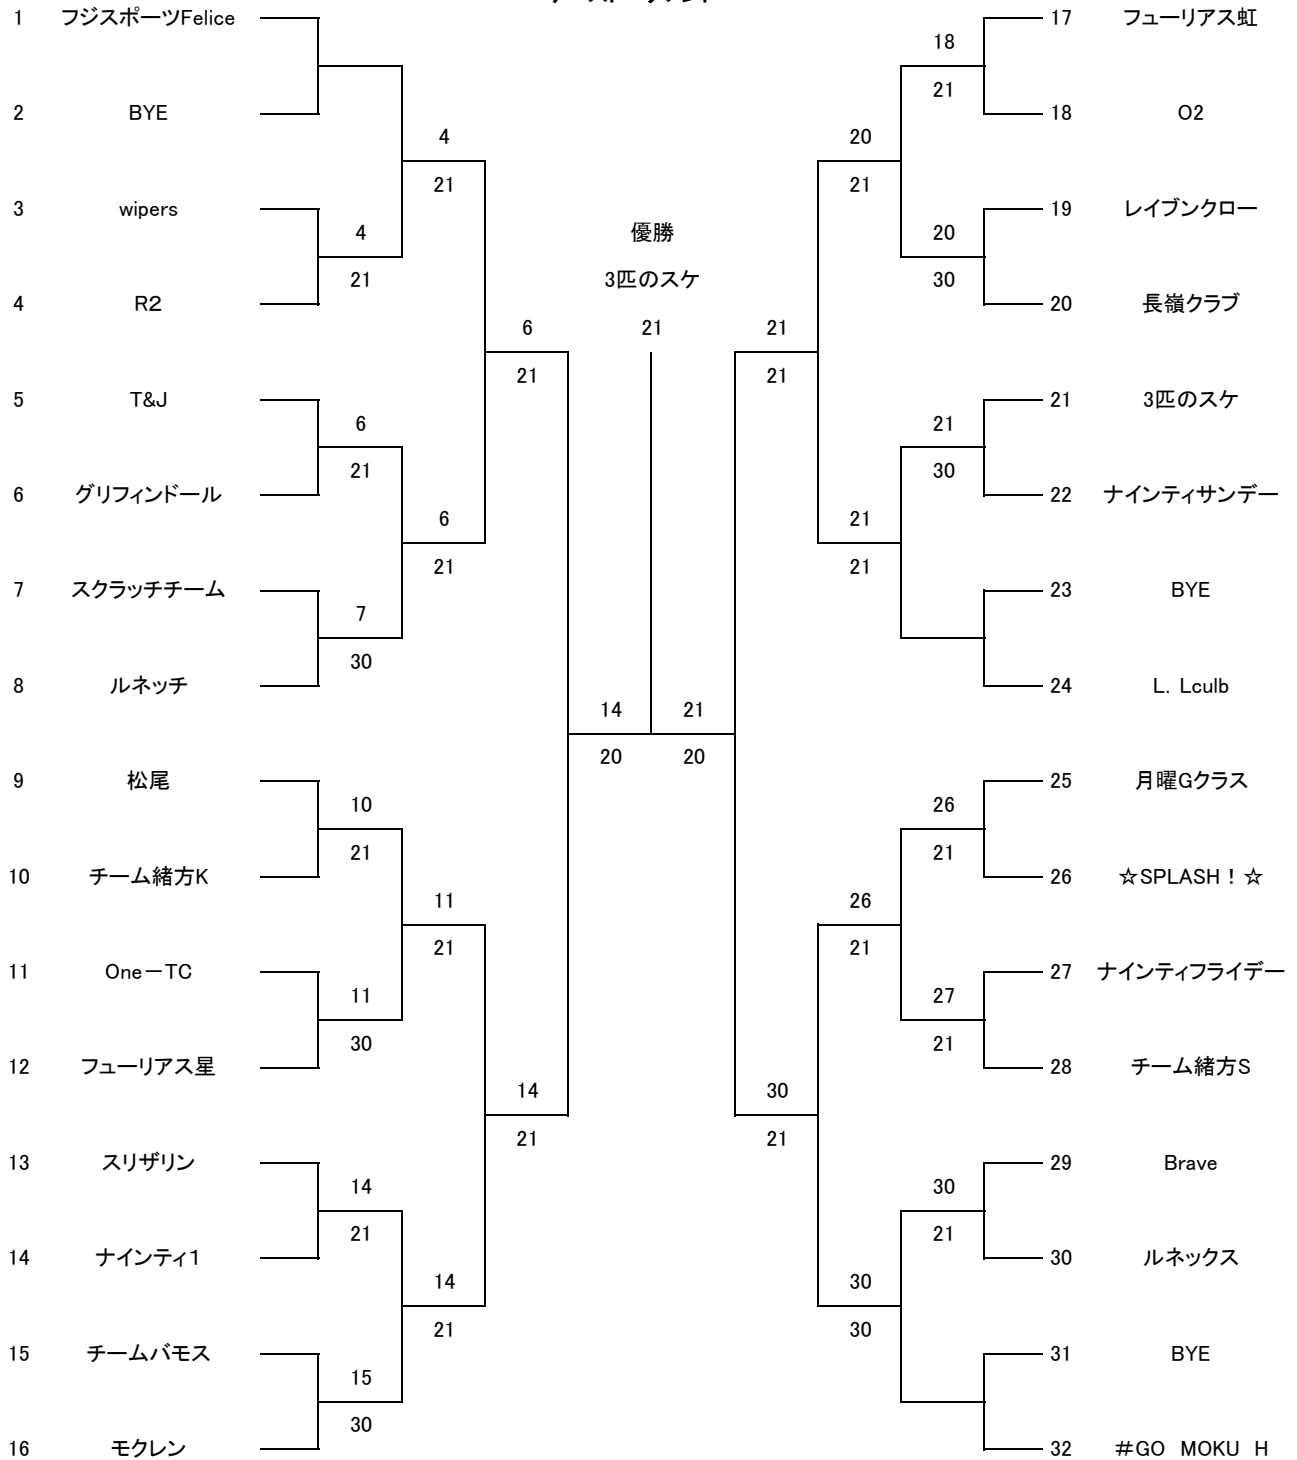 1 フジスポーツFelice
2 BYE
3 wipers
4 R2
5 T&J
6 グリフィンドール
7 スクラッチチーム
8 ルネッチ
9 松尾
10 チーム緒方K
11 One－TC
12 フューリアス星
13 スリザリン
14 ナインティ1
15 チームバモス
16 モクレン
4
21
6
21
7
30
10
21
11
30
14
21
15
30
4
21
6
21
11
21
14
21
6
21
14
21
14
20
優勝
3匹のスケ
21
21
20
21
21
30
21
20
21
21
21
26
21
30
30
18
21
20
30
21
30
26
21
27
21
30
21
17 フューリアス虹
18 O2
19 レイブンクロー
20 長嶺クラブ
21 3匹のスケ
22 ナインティサンデー
23 BYE
24 L. Lculb
25 月曜Gクラス
26 ☆SPLASH！☆
27 ナインティフライデー
28 チーム緒方S
29 Brave
30 ルネックス
31 BYE
32 ＃GO MOKU H